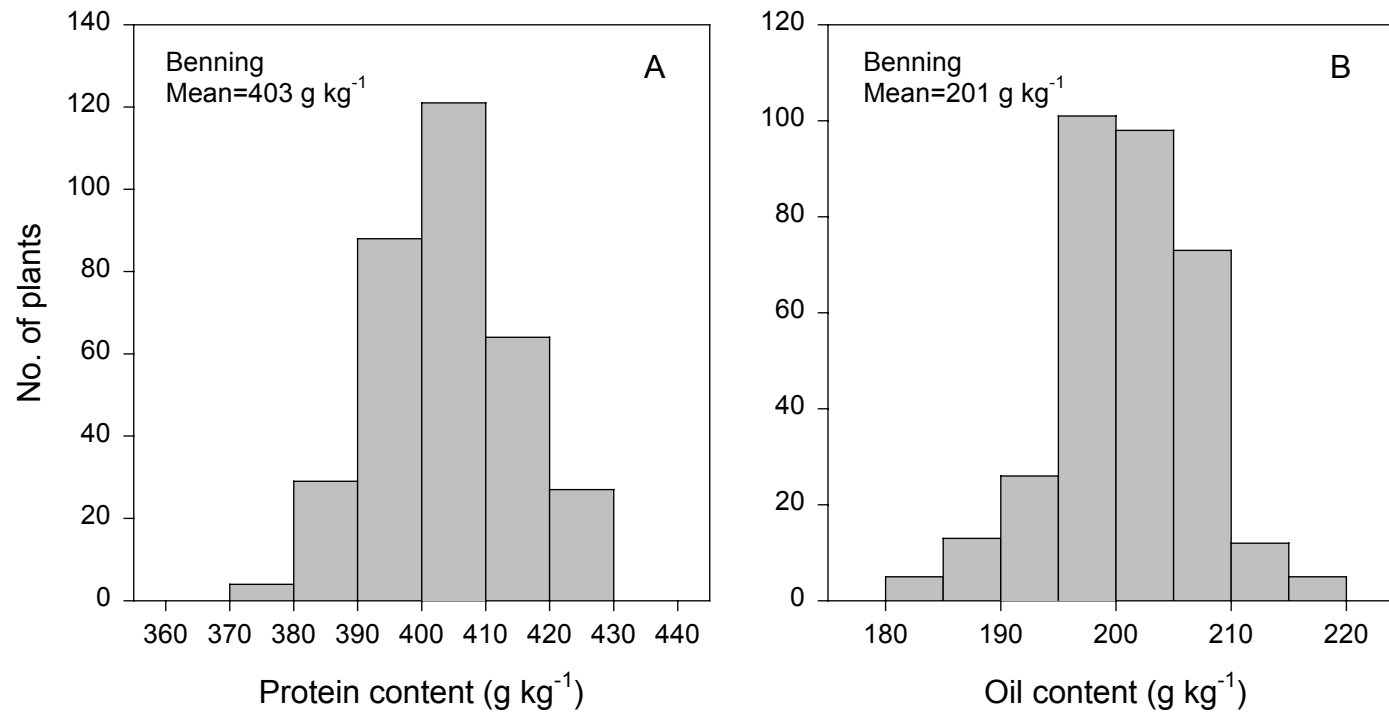 Benning
Mean=403 g kg⁻¹
A
140
120
100
80
60
40
20
0
No. of plants
360 370 380 390 400 410 420 430 440
Protein content (g kg⁻¹)
Benning
Mean=201 g kg⁻¹
B
120
100
80
60
40
20
0
180 190 200 210 220
Oil content (g kg⁻¹)